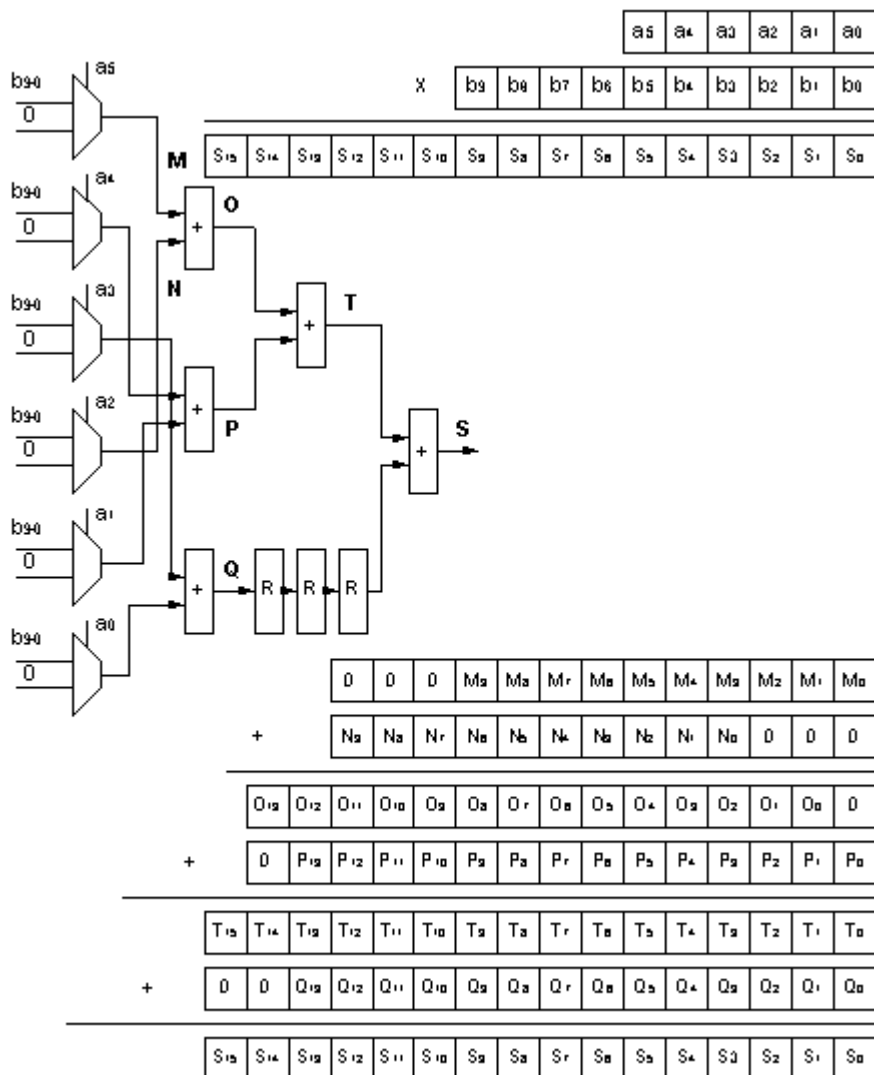 a5 a4 a3 a2 a1 a0
X b9 b8 b7 b6 b5 b4 b3 b2 b1 b0
S15 S14 S13 S12 S11 S10 S9 S8 S7 S6 S5 S4 S3 S2 S1 S0
b9-0 a5
0
M
b9-0 a4
0
+ O
N
b9-0 a3
0
+ T
b9-0 a2
0
+ P
+ S
b9-0 a1
0
+ Q R R R
b9-0 a0
0
0 0 0 M9 M8 M7 M6 M5 M4 M3 M2 M1 M0
+ N9 N8 N7 N6 N5 N4 N3 N2 N1 N0 0 0 0
O13 O12 O11 O10 O9 O8 O7 O6 O5 O4 O3 O2 O1 O0 0
+ 0 P13 P12 P11 P10 P9 P8 P7 P6 P5 P4 P3 P2 P1 P0
T15 T14 T13 T12 T11 T10 T9 T8 T7 T6 T5 T4 T3 T2 T1 T0
+ 0 0 Q13 Q12 Q11 Q10 Q9 Q8 Q7 Q6 Q5 Q4 Q3 Q2 Q1 Q0
S15 S14 S13 S12 S11 S10 S9 S8 S7 S6 S5 S4 S3 S2 S1 S0